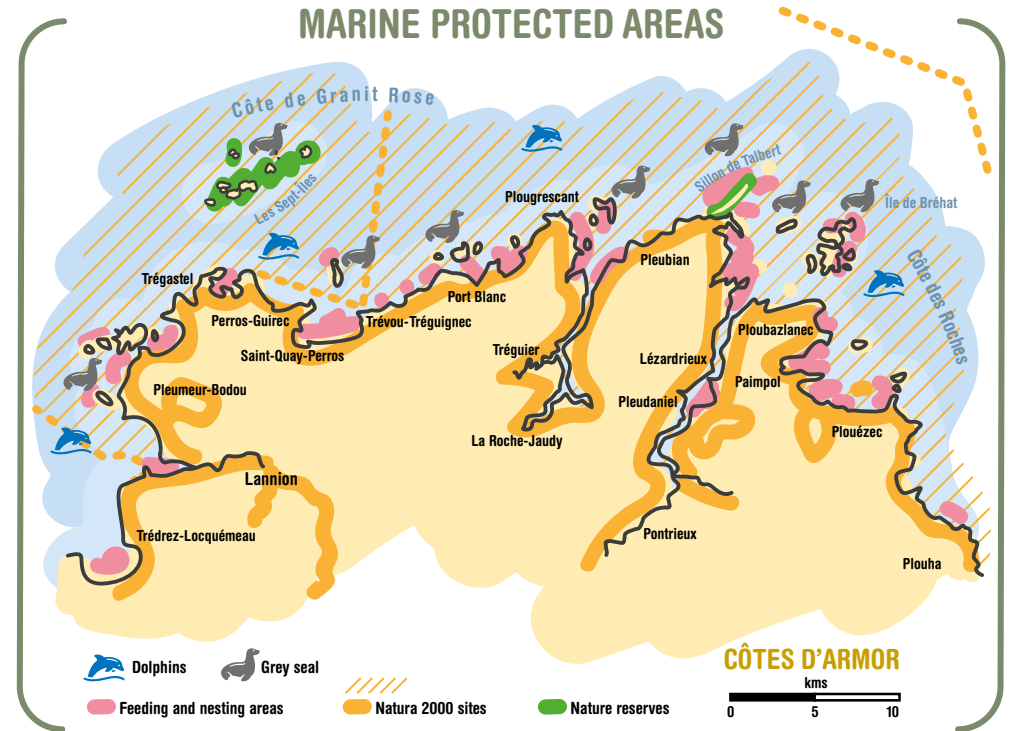 MARINE PROTECTED AREAS
Côte de Granit Rose
Sillon de Talbert
Les Sept-Îles
Plougrescant
Île de Bréhat
Trégastel
Pleubian
Côte des Roches
Port Blanc
Perros-Guirec
Trévou-Tréguignec
Ploubazlanec
Saint-Quay-Perros
Tréguier
Lézardrieux
Pleumeur-Bodou
Paimpol
Pleudaniel
La Roche-Jaudy
Plouézec
Lannion
Trédrez-Locquémeau
Pontrieux
Plouha
Dolphins
Grey seal
CÔTES D'ARMOR
kms
Feeding and nesting areas
Natura 2000 sites
Nature reserves
0 5 10